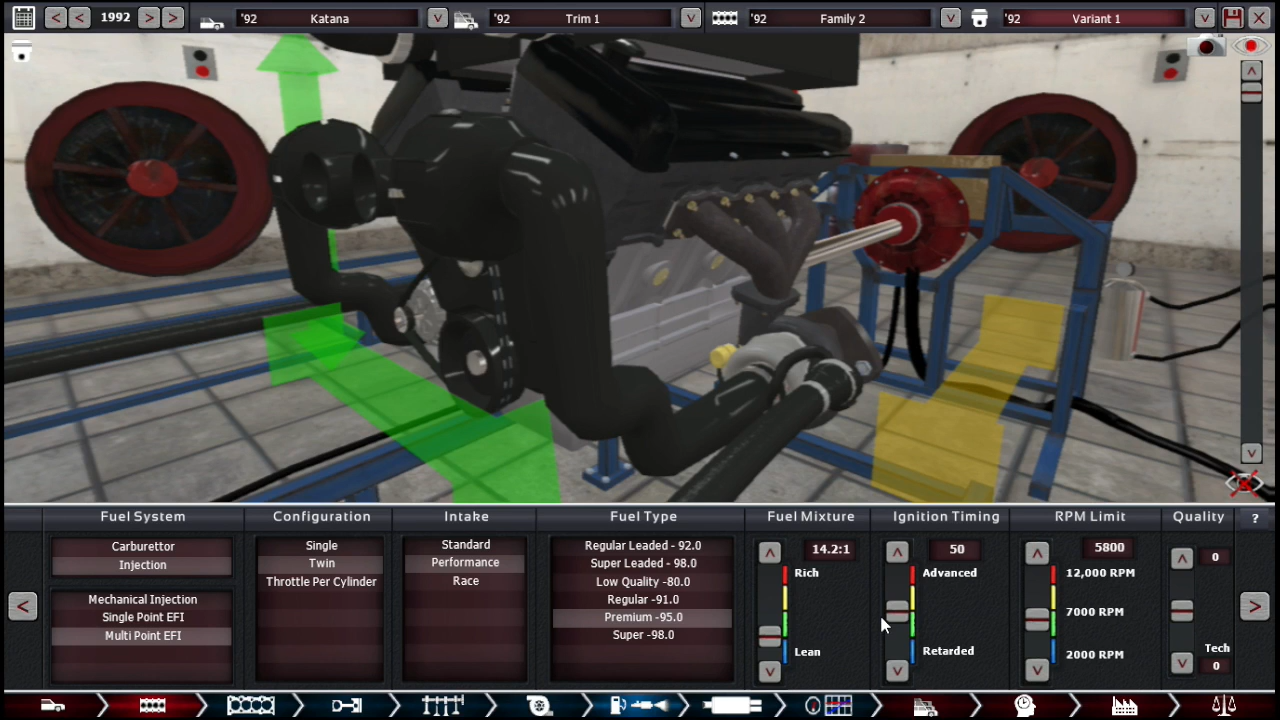 1992
'92 Katana
'92 Trim 1
'92 Family 2
'92 Variant 1
Fuel System
Configuration
Intake
Fuel Type
Fuel Mixture
Ignition Timing
RPM Limit
Quality
?
Carburettor
Injection
Mechanical Injection
Single Point EFI
Multi Point EFI
Single
Twin
Throttle Per Cylinder
Standard
Performance
Race
Regular Leaded - 92.0
Super Leaded - 98.0
Low Quality -80.0
Regular -91.0
Premium -95.0
Super -98.0
14.2:1
Rich
Lean
50
Advanced
Retarded
5800
12,000 RPM
7000 RPM
2000 RPM
0
Tech
0